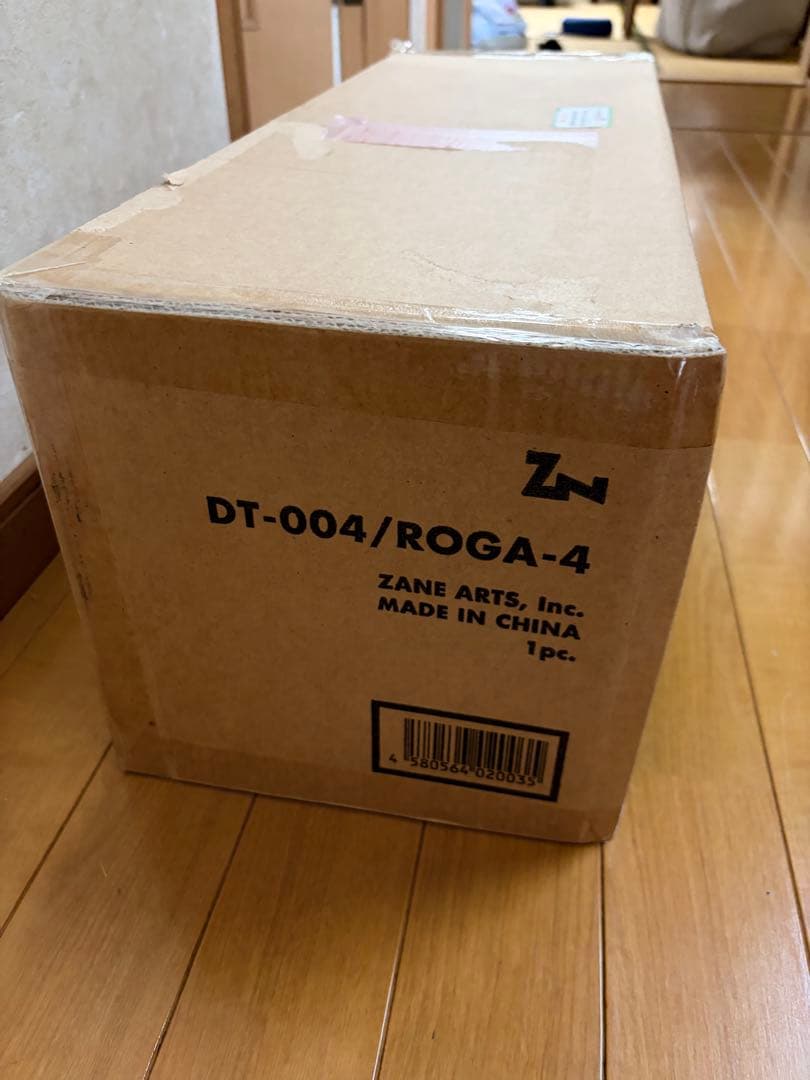 ZN
DT-004/ROGA-4
ZANE ARTS, Inc.
MADE IN CHINA
1pc.
4 580564 020035